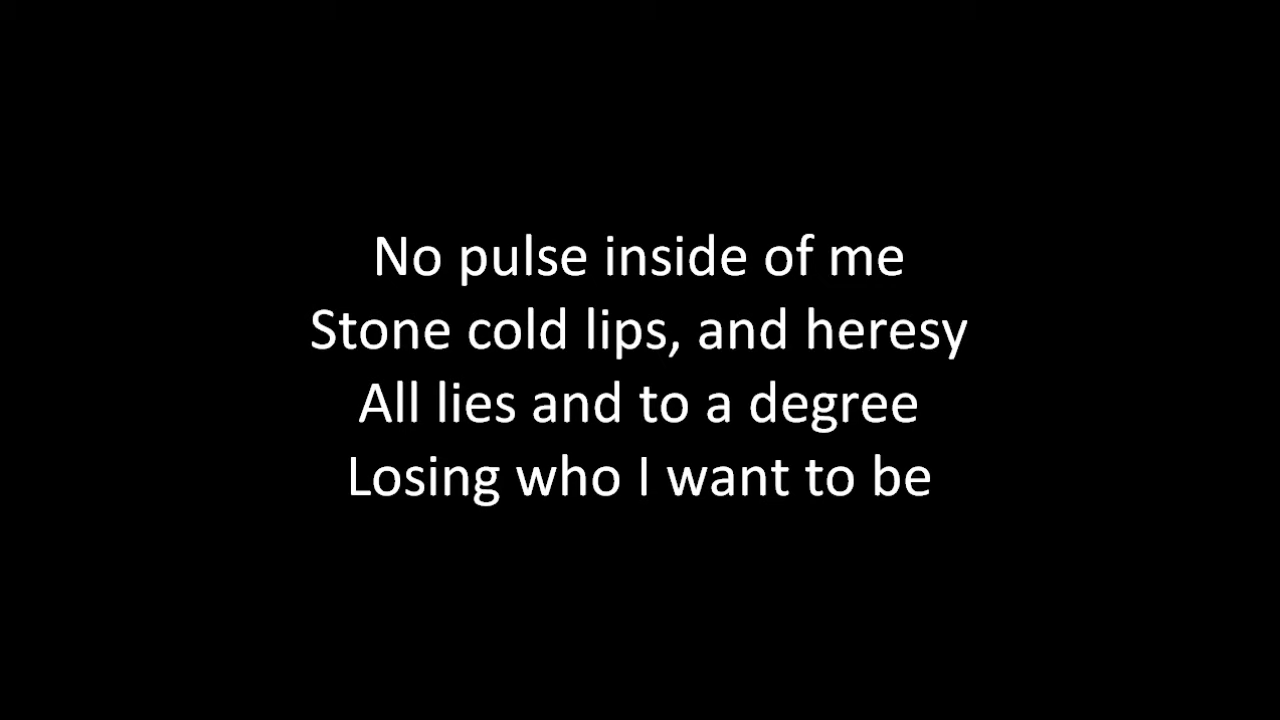 No pulse inside of me
Stone cold lips, and heresy
All lies and to a degree
Losing who I want to be